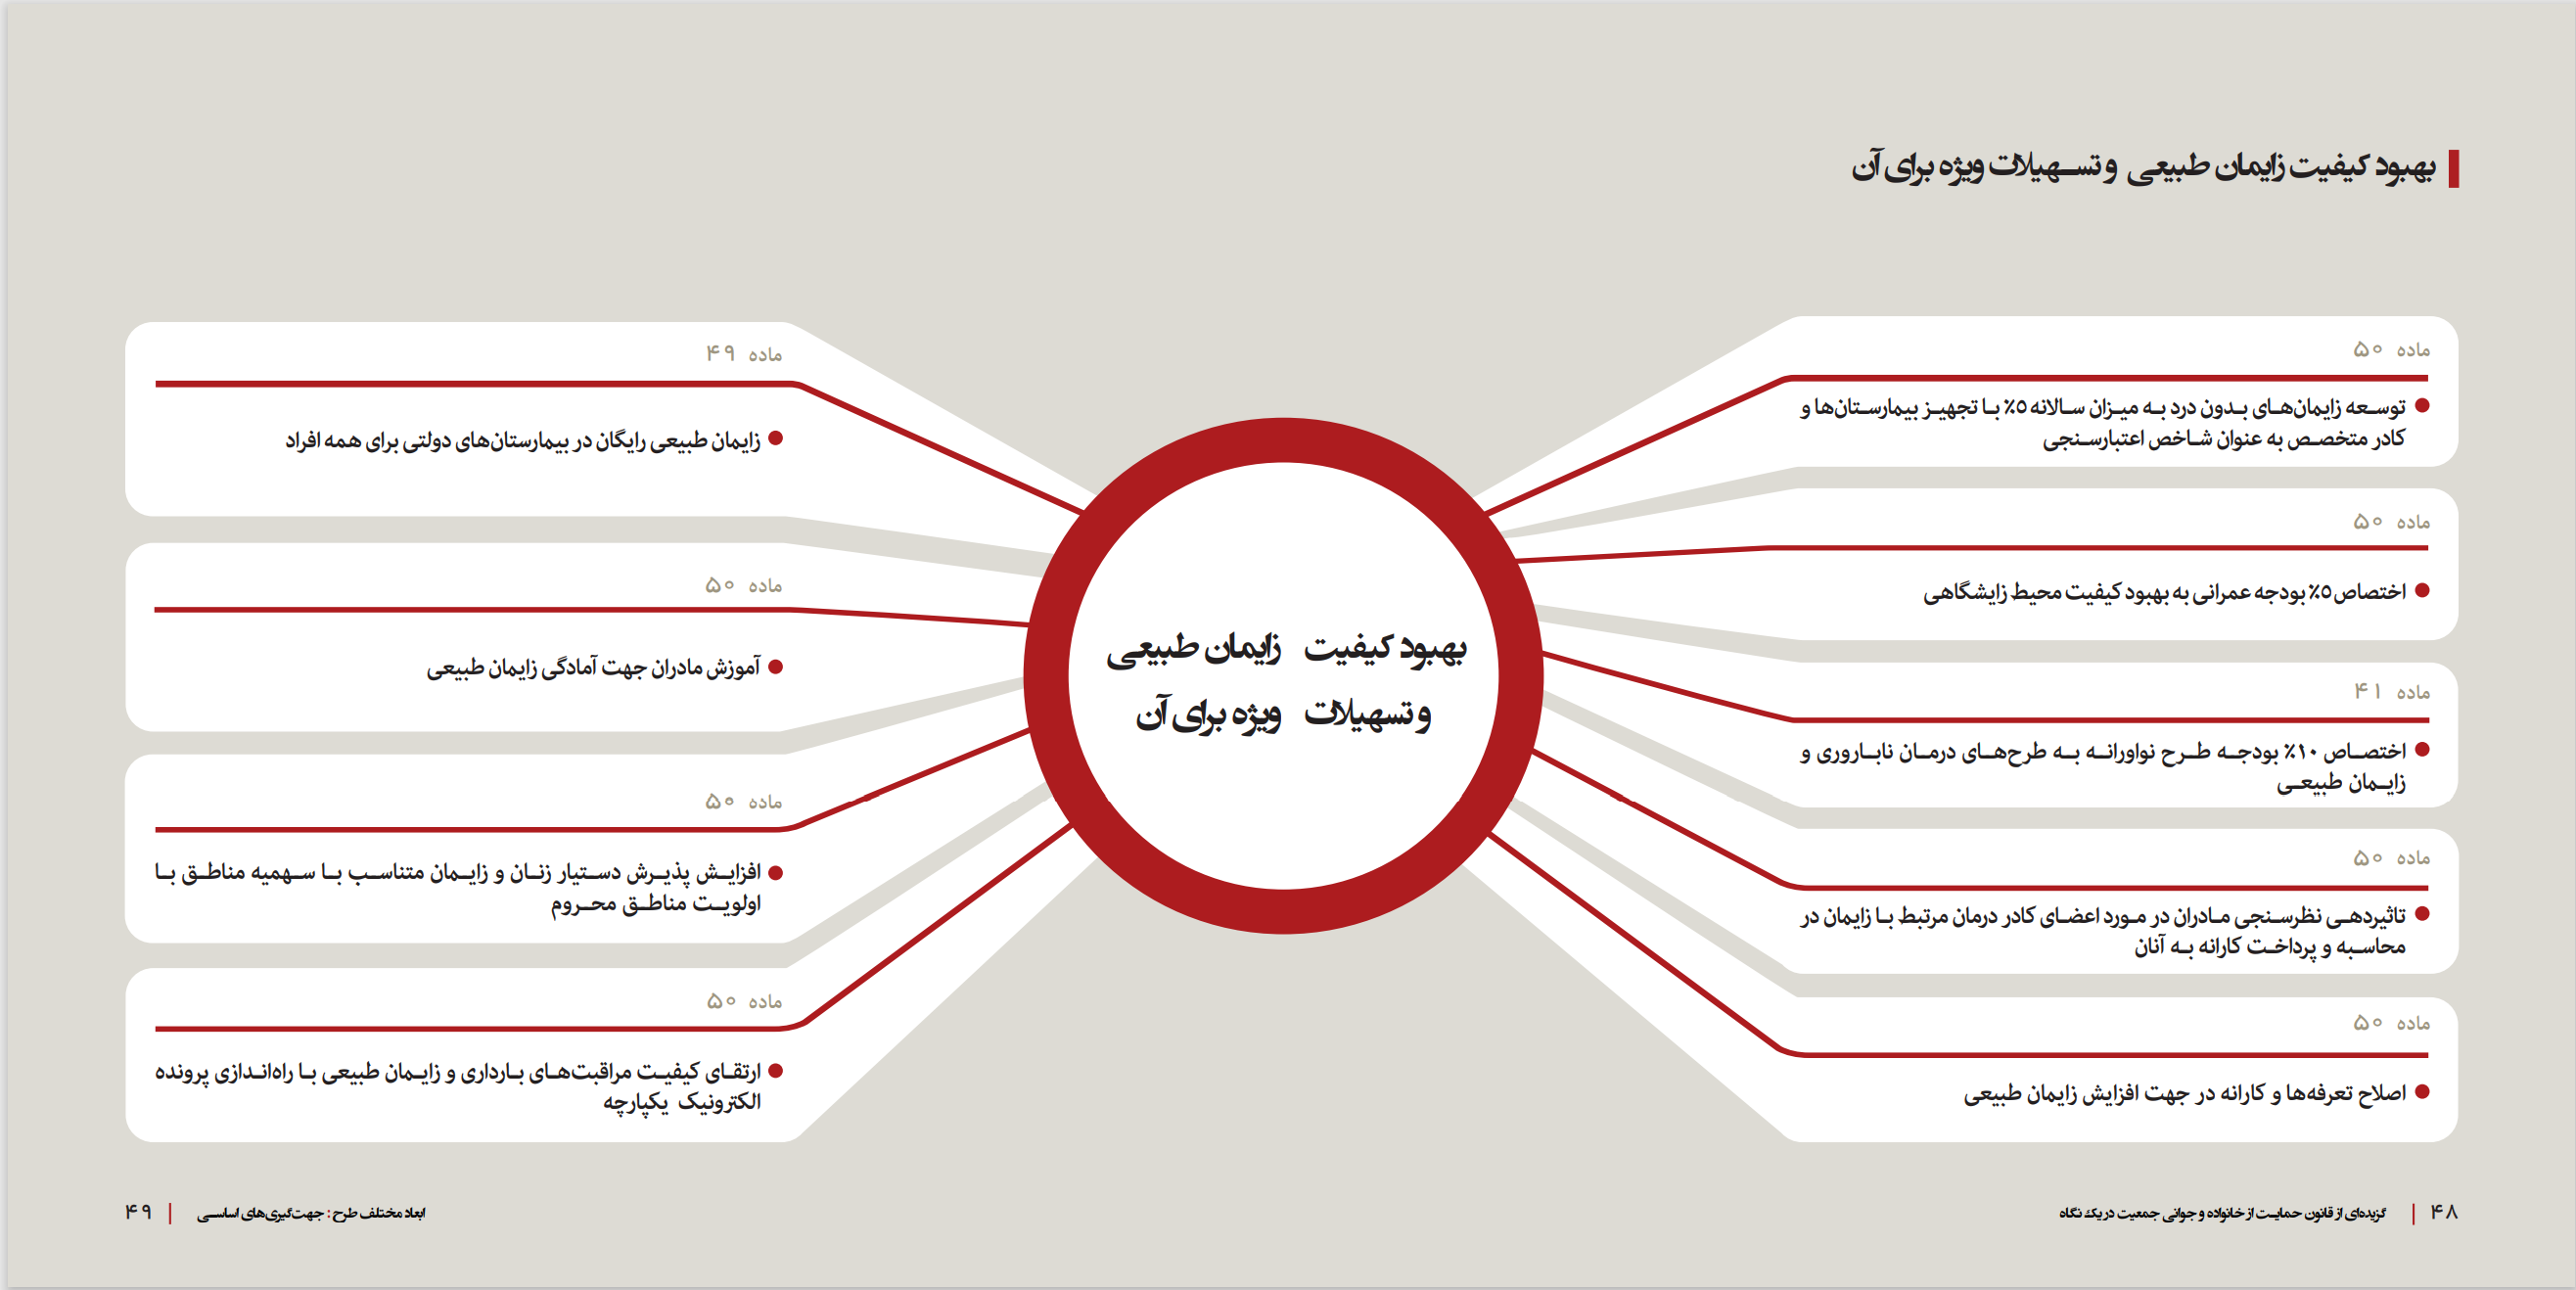 بهبود کیفیت زایمان طبیعی و تسهیلات ویژه برای آن
ماده ۵۰
توسعه زایمان‌های بدون درد به میزان سالانه ۵٪ با تجهیز بیمارستان‌ها و
کادر متخصص به عنوان شاخص اعتبارسنجی
ماده ۵۰
اختصاص ۵٪ بودجه عمرانی به بهبود کیفیت محیط زایشگاهی
ماده ۴۱
اختصاص ۱۰٪ بودجه طرح نواورانه به طرح‌های درمان ناباروری و
زایمان طبیعی
ماده ۵۰
تاثیردهی نظرسنجی مادران در مورد اعضای کادر درمان مرتبط با زایمان در
محاسبه و پرداخت کارانه به آنان
ماده ۵۰
اصلاح تعرفه‌ها و کارانه در جهت افزایش زایمان طبیعی
بهبود کیفیت زایمان طبیعی
و تسهیلات ویژه برای آن
ماده ۴۹
زایمان طبیعی رایگان در بیمارستان‌های دولتی برای همه افراد
ماده ۵۰
آموزش مادران جهت آمادگی زایمان طبیعی
ماده ۵۰
افزایش پذیرش دستیار زنان و زایمان متناسب با سهمیه مناطق با
اولویت مناطق محروم
ماده ۵۰
ارتقای کیفیت مراقبت‌های بارداری و زایمان طبیعی با راه‌اندازی پرونده
الکترونیک یکپارچه
۴۸ | گزیده‌ای از قانون حمایت از خانواده و جوانی جمعیت در یک نگاه
ابعاد مختلف طرح: جهت‌گیری‌های اساسی | ۴۹